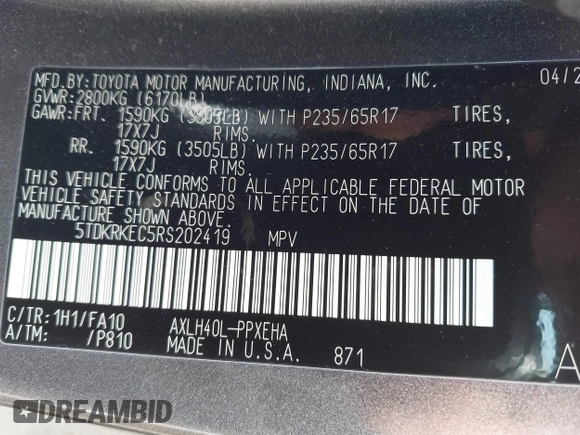 MFD.BY:TOYOTA MOTOR MANUFACTURING, INDIANA, INC. 04/2
GVWR:2800KG (6170LB)
GAWR:FRT. 1590KG (3505LB) WITH P235/65R17 TIRES,
17X7J RIMS.
RR. 1590KG (3505LB) WITH P235/65R17 TIRES,
17X7J RIMS.
THIS VEHICLE CONFORMS TO ALL APPLICABLE FEDERAL MOTOR
VEHICLE SAFETY STANDARDS IN EFFECT ON THE DATE OF
MANUFACTURE SHOWN ABOVE.
5TDKRKEC5RS202419 MPV
C/TR:1H1/FA10 AXLH40L-PPXEHA
A/TM: /P810 MADE IN U.S.A. 871
A
DREAMBID